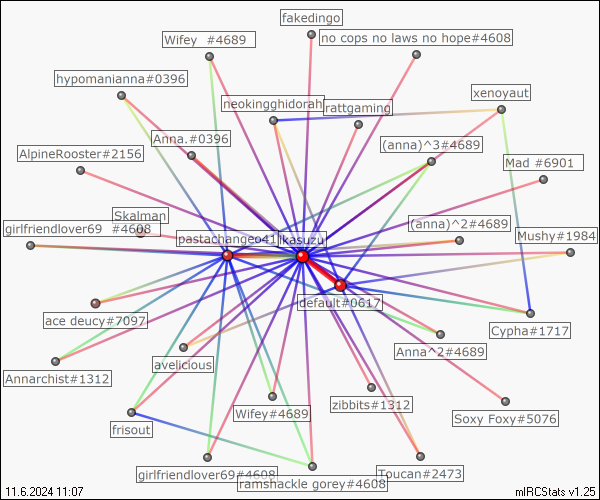 fakedingo
Wifey  #4689
no cops no laws no hope#4608
hypomanianna#0396
xenoyaut
neokingghidorah
rattgaming
Anna.#0396
(anna)^3#4689
AlpineRooster#2156
Mad #6901
Skalman
girlfriendlover69  #4608
(anna)^2#4689
Mushy#1984
pastachangeo41
ikasuzu
default#0617
ace deucy#7097
Cypha#1717
Anna^2#4689
avelicious
Annarchist#1312
zibbits#1312
Wifey#4689
Soxy Foxy#5076
frisout
girlfriendlover69#4608
Toucan#2473
ramshackle gorey#4608
11.6.2024 11:07
mIRCStats v1.25